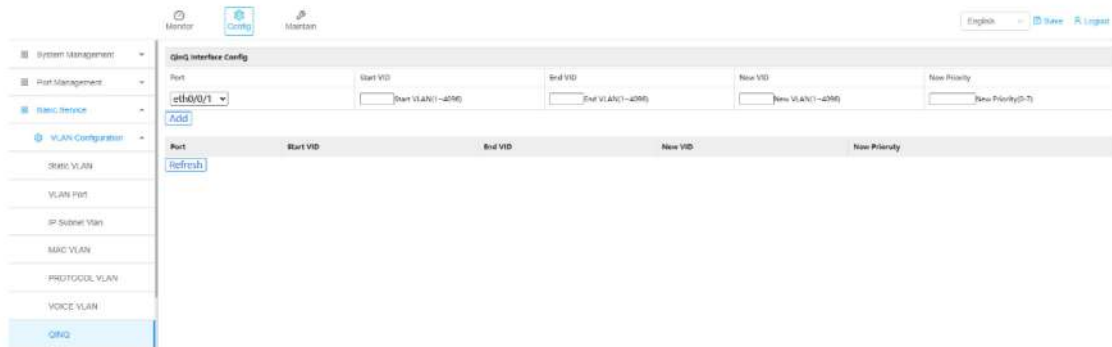 Monitor Config Maintain English Save Logout
System Management
Port Management
Basic Service
VLAN Configuration
Static VLAN
VLAN Port
IP Subnet Vlan
MAC VLAN
PROTOCOL VLAN
VOICE VLAN
QINQ
QinQ Interface Config
Port Start VID End VID New VID New Priority
eth0/0/1 Start VLAN(1~4096) End VLAN(1~4096) New VLAN(1~4096) New Priority(0-7)
Add
Port Start VID End VID New VID New Prioruty
Refresh